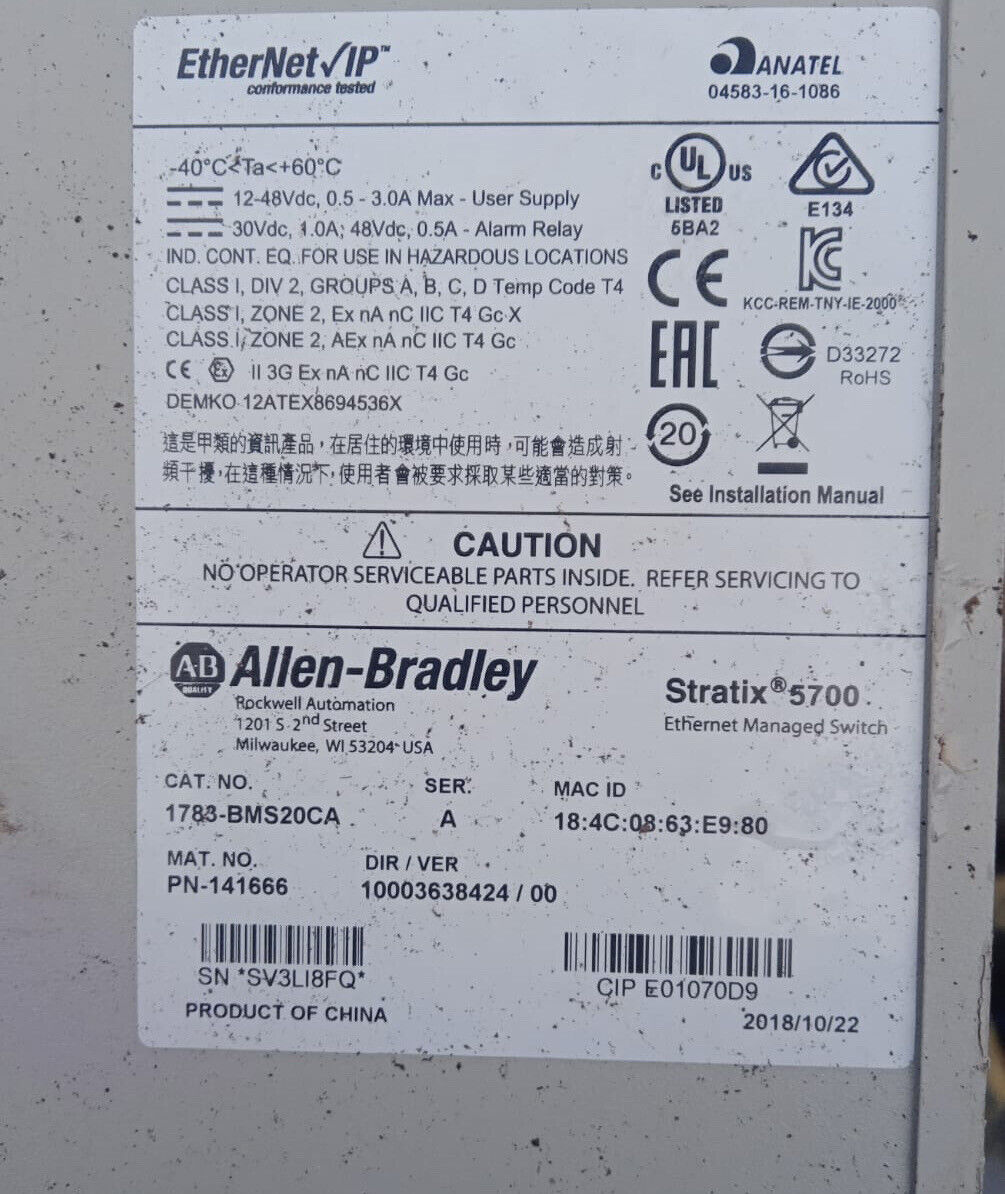 EtherNet/IP™
conformance tested
ANATEL
04583-16-1086
-40°C<Ta<+60°C
12-48Vdc, 0.5 - 3.0A Max - User Supply
30Vdc, 1.0A; 48Vdc, 0.5A - Alarm Relay
IND. CONT. EQ. FOR USE IN HAZARDOUS LOCATIONS
CLASS I, DIV 2, GROUPS A, B, C, D Temp Code T4
CLASS I, ZONE 2, Ex nA nC IIC T4 Gc X
CLASS I, ZONE 2, AEx nA nC IIC T4 Gc
CE Ex II 3G Ex nA nC IIC T4 Gc
DEMKO 12ATEX8694536X
這是甲類的資訊產品，在居住的環境中使用時，可能會造成射
頻干擾，在這種情況下，使用者會被要求採取某些適當的對策。
C UL US
LISTED
5BA2
E134
CE
KC
KCC-REM-TNY-IE-2000
EAC
D33272
RoHS
20
See Installation Manual
CAUTION
NO OPERATOR SERVICEABLE PARTS INSIDE. REFER SERVICING TO
QUALIFIED PERSONNEL
AB
QUALITY
Allen-Bradley
Rockwell Automation
1201 S 2nd Street
Milwaukee, WI 53204 USA
Stratix®5700
Ethernet Managed Switch
CAT. NO. SER. MAC ID
1783-BMS20CA A 18:4C:08:63:E9:80
MAT. NO. DIR / VER
PN-141666 10003638424 / 00
SN *SV3LI8FQ*
CIP E01070D9
PRODUCT OF CHINA
2018/10/22